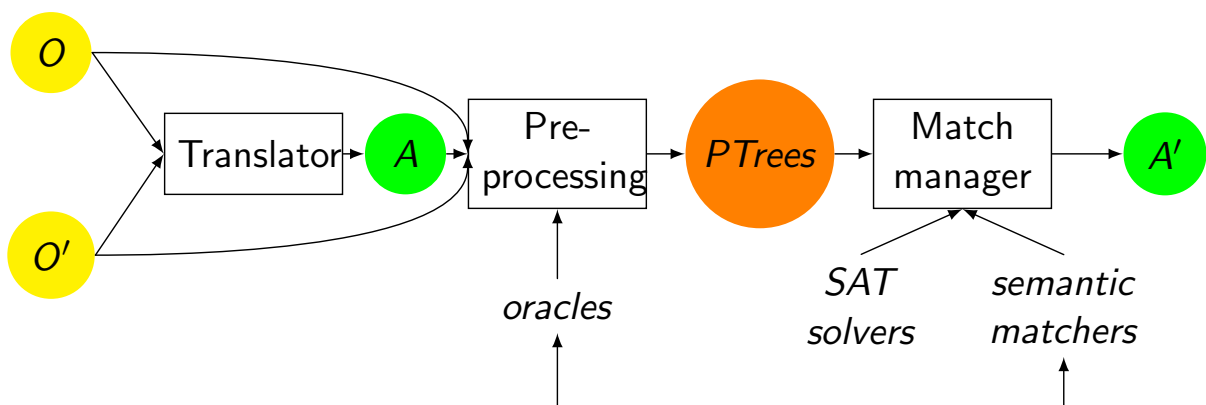 O
O′
Translator
A
Pre-
processing
PTrees
Match
manager
A′
oracles
SAT
solvers
semantic
matchers